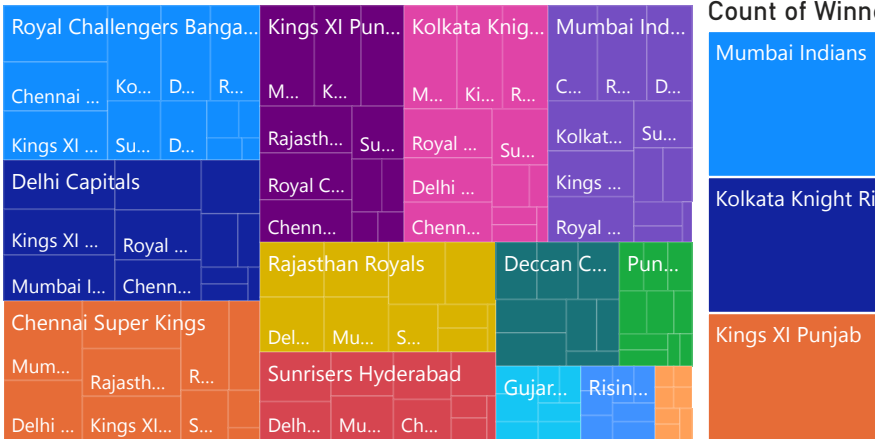 Royal Challengers Banga...
Chennai ...
Ko...
D...
R...
Kings XI ...
Su...
D...
Kings XI Pun...
M...
K...
Rajasth...
Su...
Royal C...
Chenn...
Kolkata Knig...
M...
Ki...
R...
Royal ...
Su...
Delhi ...
Chenn...
Mumbai Ind...
C...
R...
D...
Kolkat...
Su...
Kings ...
Royal ...
Delhi Capitals
Kings XI ...
Royal ...
Mumbai I...
Chenn...
Chennai Super Kings
Mum...
Rajasth...
R...
Delhi ...
Kings XI...
S...
Rajasthan Royals
Del...
Mu...
S...
Sunrisers Hyderabad
Delh...
Mu...
Ch...
Deccan C...
Pun...
Gujar...
Risin...
Count of Winn
Mumbai Indians
Kolkata Knight Ri
Kings XI Punjab